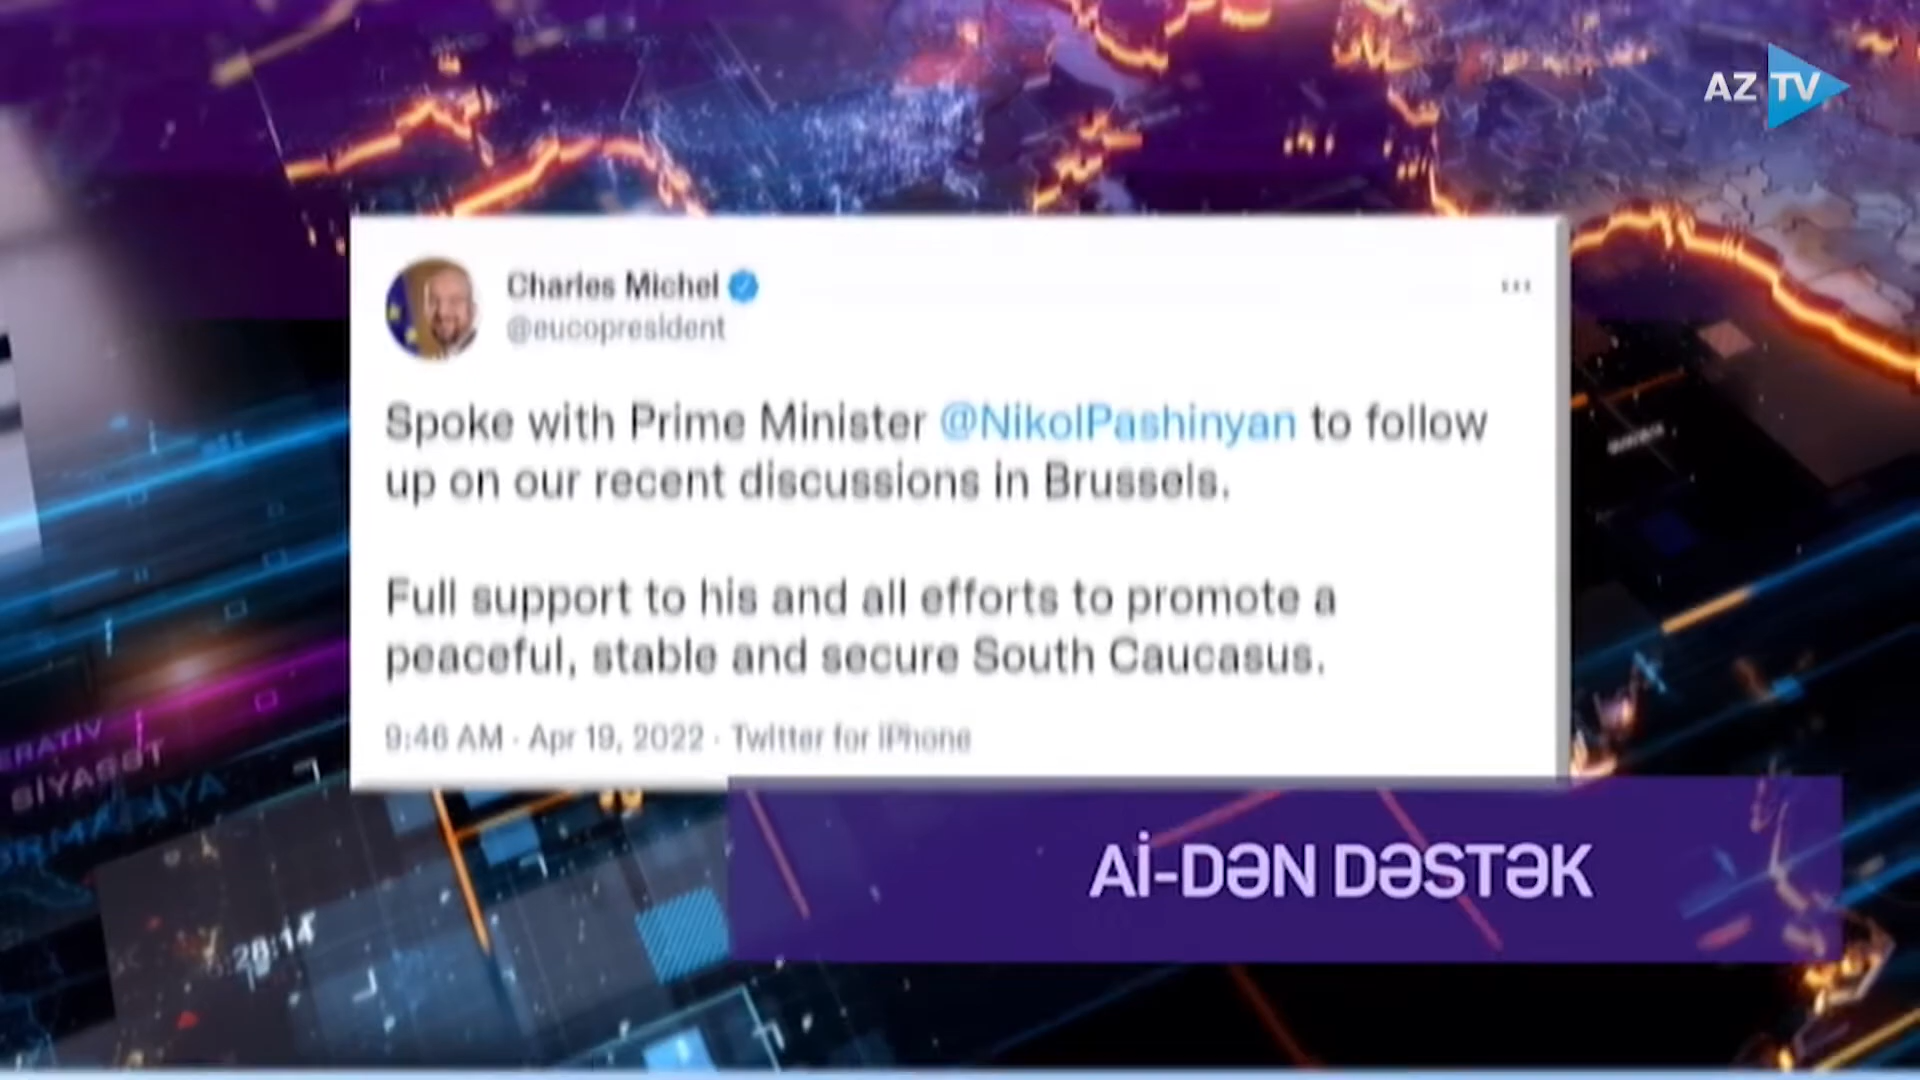 AZ TV
Charles Michel
@eucopresident
Spoke with Prime Minister @NikolPashinyan to follow
up on our recent discussions in Brussels.
Full support to his and all efforts to promote a
peaceful, stable and secure South Caucasus.
9:46 AM · Apr 19, 2022 · Twitter for iPhone
SİYASƏT
Aİ-DƏN DƏSTƏK